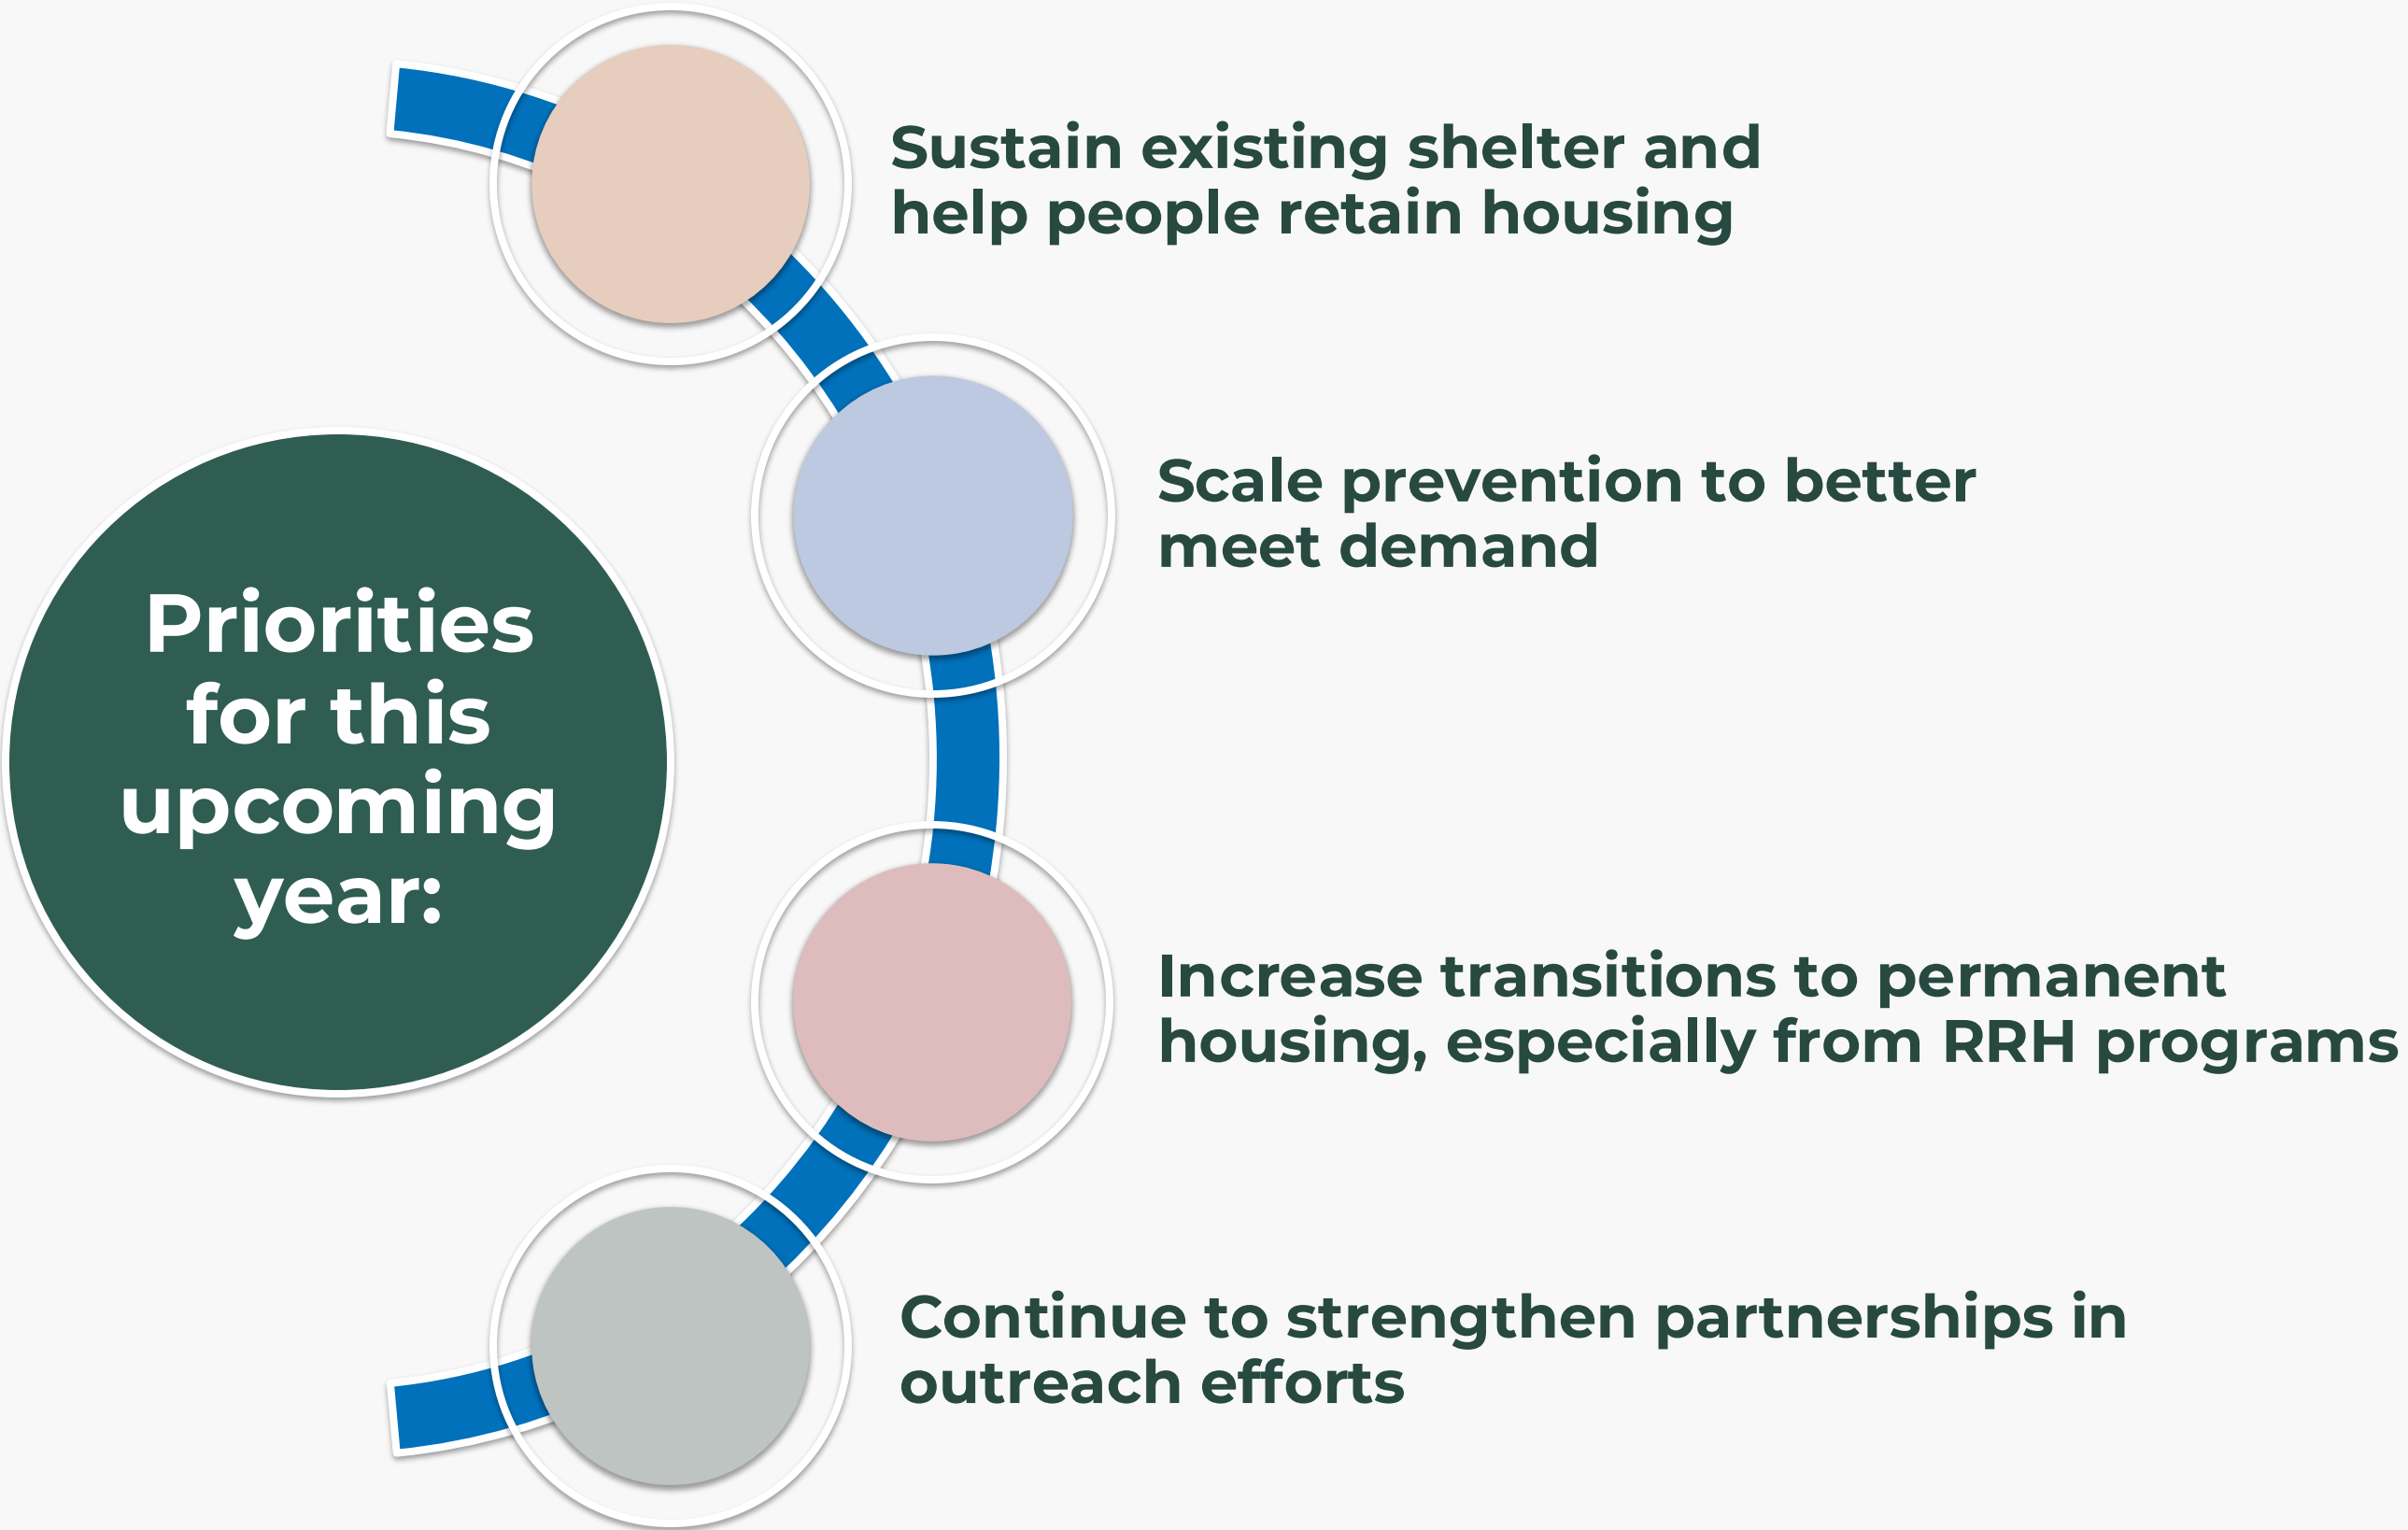 Priorities
for this
upcoming
year:
Sustain existing shelter and
help people retain housing
Scale prevention to better
meet demand
Increase transitions to permanent
housing, especially from RRH programs
Continue to strengthen partnerships in
outreach efforts